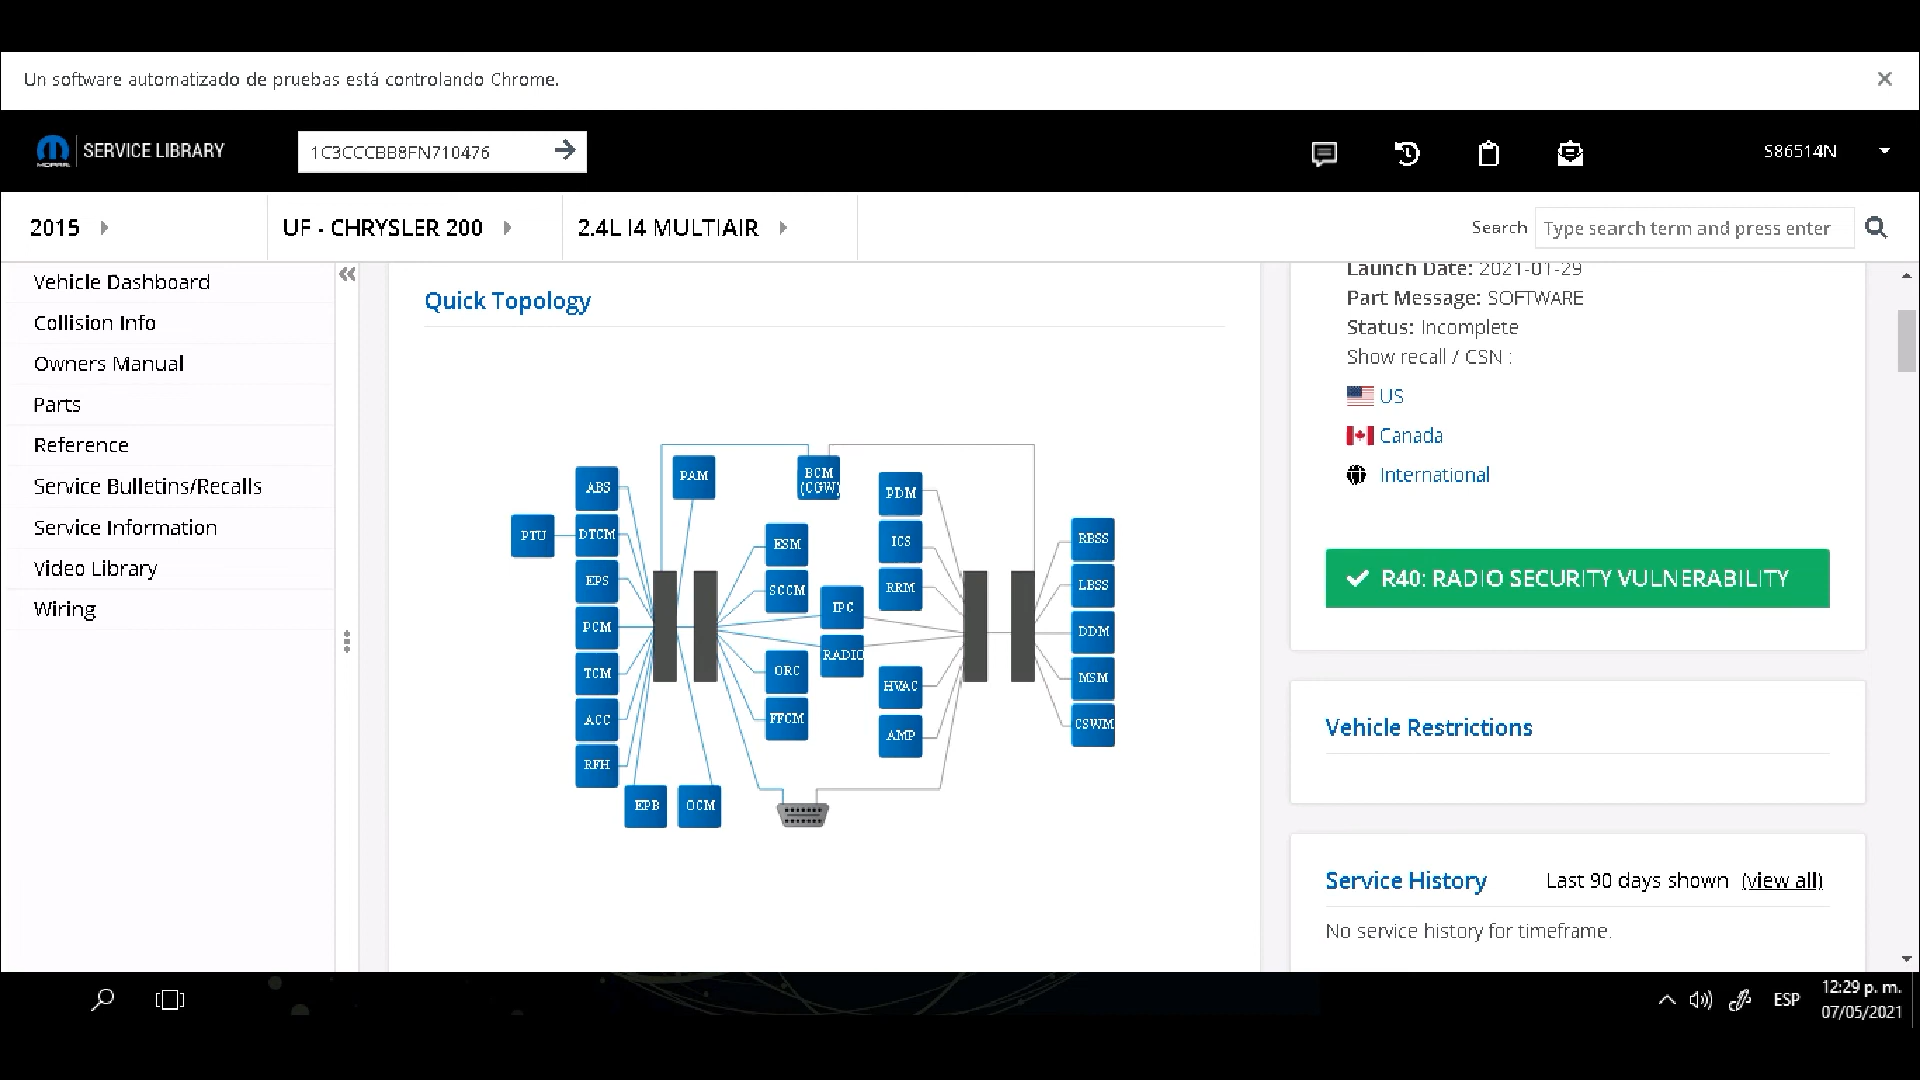 Un software automatizado de pruebas está controlando Chrome.
MOPAR
SERVICE LIBRARY
1C3CCCBB8FN710476
S86514N
2015
UF - CHRYSLER 200
2.4L I4 MULTIAIR
Search
Type search term and press enter
Vehicle Dashboard
Collision Info
Owners Manual
Parts
Reference
Service Bulletins/Recalls
Service Information
Video Library
Wiring
Quick Topology
PAM
BCM
(CGW)
ABS
PDM
PTU
DTCM
ESM
ICS
RBSS
EPS
SCCM
RRM
LBSS
IPC
PCM
DDM
RADIO
TCM
ORC
HVAC
MSM
ACC
FFCM
AMP
CSWM
RFH
EPB
OCM
Launch Date: 2021-01-29
Part Message: SOFTWARE
Status: Incomplete
Show recall / CSN :
US
Canada
International
R40: RADIO SECURITY VULNERABILITY
Vehicle Restrictions
Service History
Last 90 days shown (view all)
No service history for timeframe.
ESP
12:29 p. m.
07/05/2021